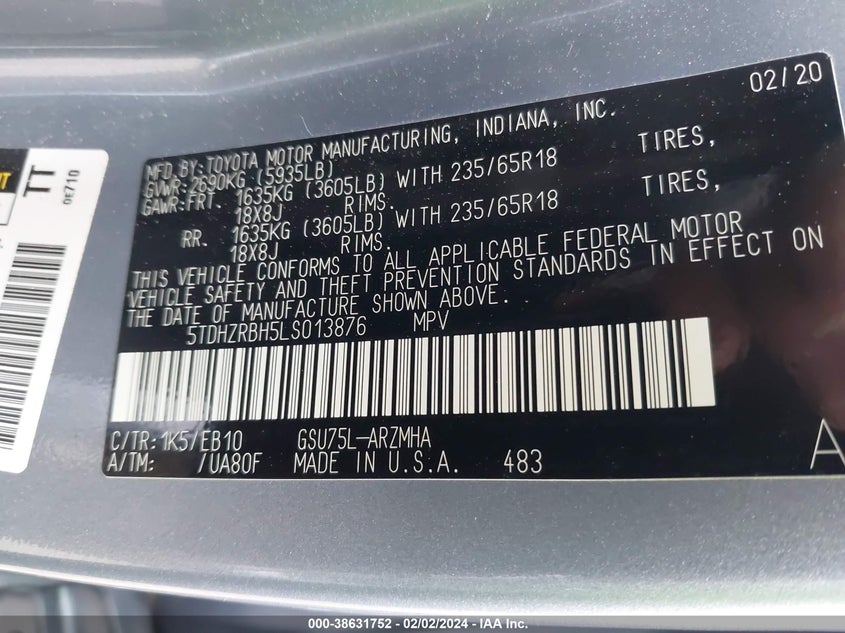 02/20
MFD.BY:TOYOTA MOTOR MANUFACTURING, INDIANA, INC.
GVWR:2690KG (5935LB)
GAWR:FRT. 1635KG (3605LB) WITH 235/65R18 TIRES,
18X8J RIMS.
RR. 1635KG (3605LB) WITH 235/65R18 TIRES,
18X8J RIMS.
THIS VEHICLE CONFORMS TO ALL APPLICABLE FEDERAL MOTOR
VEHICLE SAFETY AND THEFT PREVENTION STANDARDS IN EFFECT ON
THE DATE OF MANUFACTURE SHOWN ABOVE.
5TDHZRBH5LS013876 MPV
C/TR:1K5/EB10 GSU75L-ARZMHA
A/TM: /UA80F MADE IN U.S.A. 483
A
TT
0E710
000-38631752 - 02/02/2024 - IAA Inc.